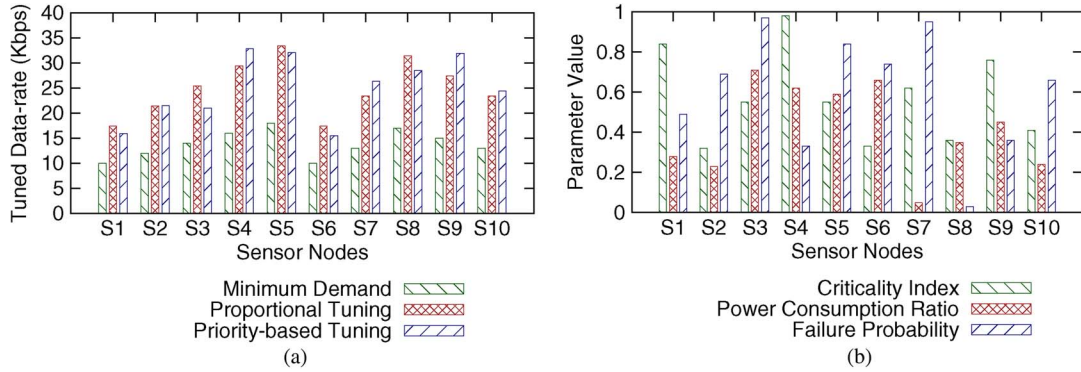 Tuned Data-rate (Kbps)
40
35
30
25
20
15
10
5
0
S1 S2 S3 S4 S5 S6 S7 S8 S9 S10
Sensor Nodes
Minimum Demand
Proportional Tuning
Priority-based Tuning
(a)
Parameter Value
1
0.8
0.6
0.4
0.2
0
S1 S2 S3 S4 S5 S6 S7 S8 S9 S10
Sensor Nodes
Criticality Index
Power Consumption Ratio
Failure Probability
(b)